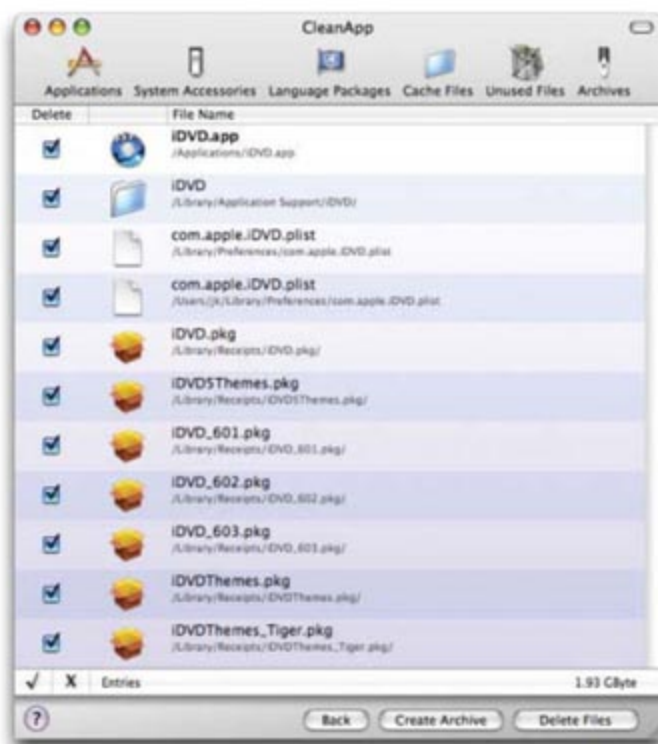 CleanApp
Applications System Accessories Language Packages Cache Files Unused Files Archives
Delete File Name
iDVD.app
/Applications/iDVD.app
iDVD
/Library/Application Support/iDVD/
com.apple.iDVD.plist
/Library/Preferences/com.apple.iDVD.plist
com.apple.iDVD.plist
/Users/jk/Library/Preferences/com.apple.iDVD.plist
iDVD.pkg
/Library/Receipts/iDVD.pkg/
iDVD5Themes.pkg
/Library/Receipts/iDVD5Themes.pkg/
iDVD_601.pkg
/Library/Receipts/iDVD_601.pkg/
iDVD_602.pkg
/Library/Receipts/iDVD_602.pkg/
iDVD_603.pkg
/Library/Receipts/iDVD_603.pkg/
iDVDThemes.pkg
/Library/Receipts/iDVDThemes.pkg/
iDVDThemes_Tiger.pkg
/Library/Receipts/iDVDThemes_Tiger.pkg/
√ X Entries 1.93 GByte
? Back Create Archive Delete Files